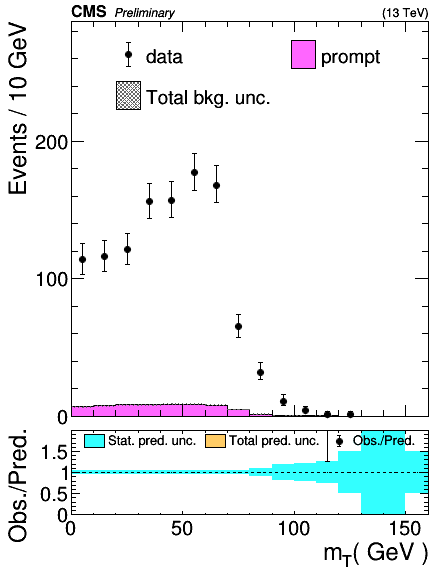 CMS Preliminary (13 TeV)
Events / 10 GeV
data
prompt
Total bkg. unc.
200
100
0
Obs./Pred.
Stat. pred. unc. Total pred. unc. Obs./Pred.
1.5
1
0.5
0
0 50 100 150
m_T( GeV )